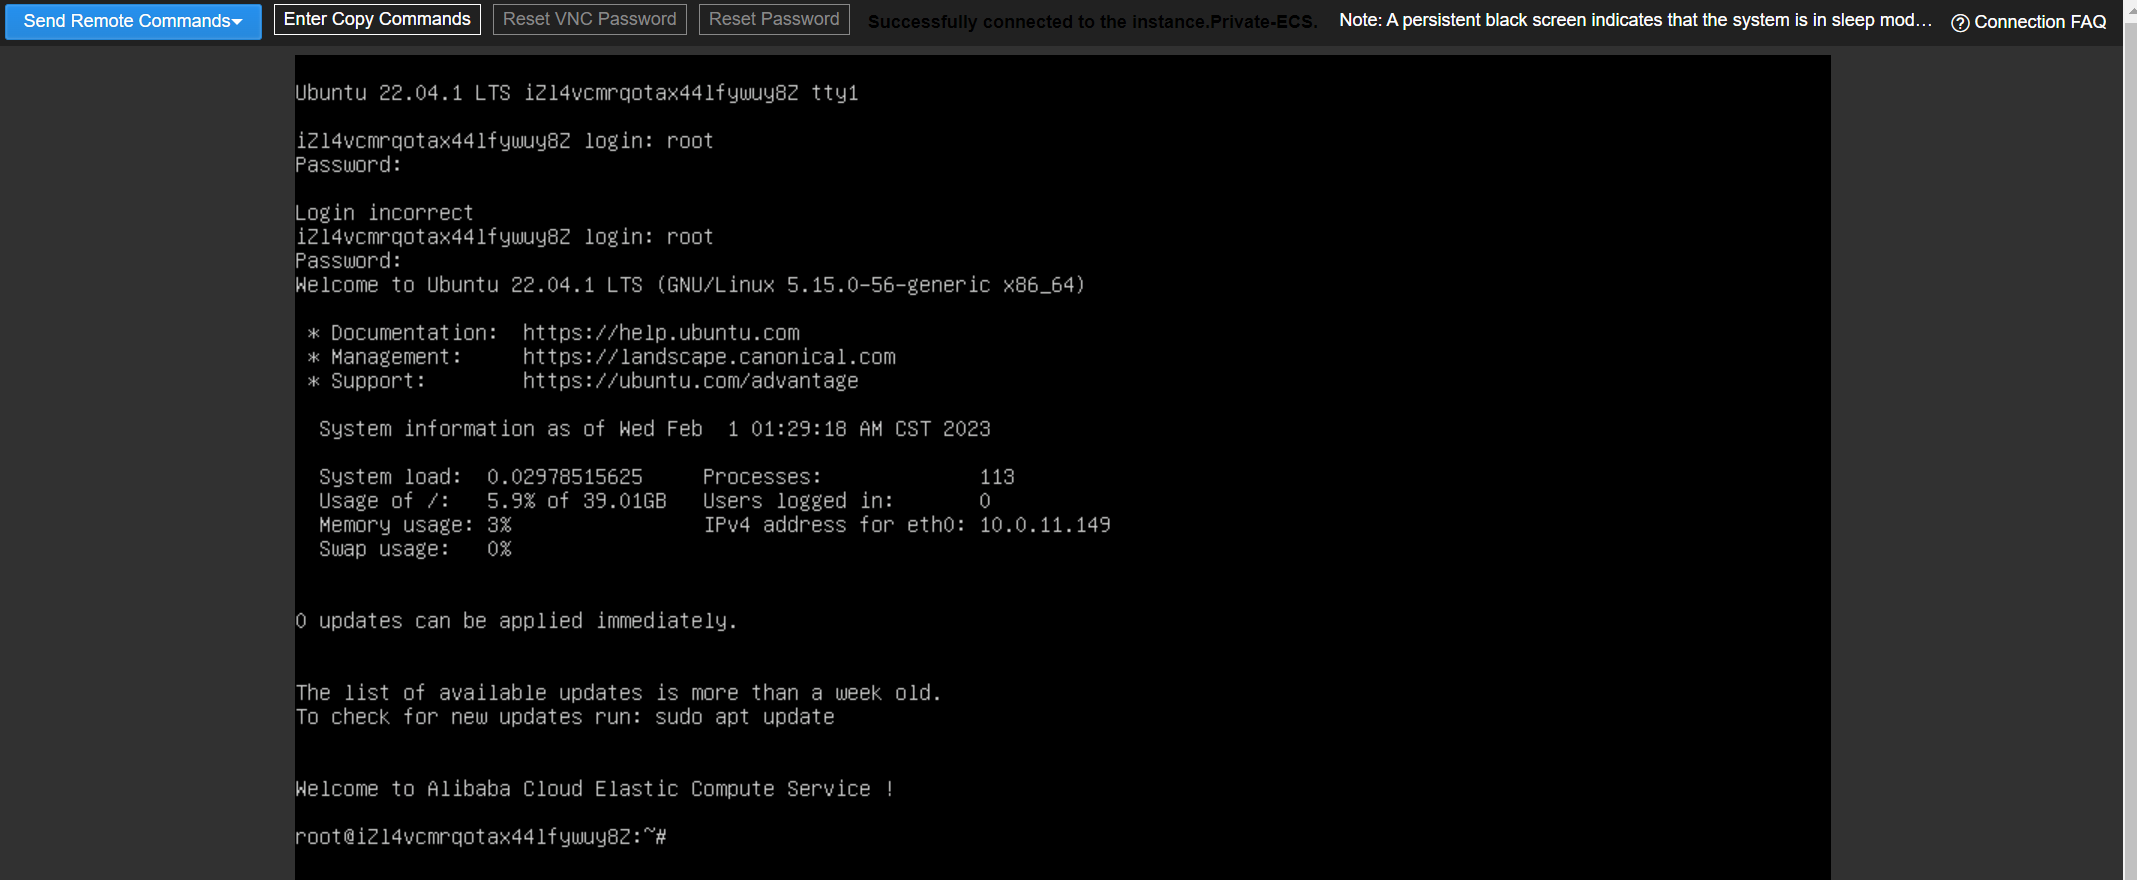 Send Remote Commands
Enter Copy Commands
Reset VNC Password
Reset Password
Successfully connected to the instance.Private-ECS.
Note: A persistent black screen indicates that the system is in sleep mod...
Connection FAQ
Ubuntu 22.04.1 LTS iZl4vcmrqotax44lfywuy8Z tty1
iZl4vcmrqotax44lfywuy8Z login: root
Password:
Login incorrect
iZl4vcmrqotax44lfywuy8Z login: root
Password:
Welcome to Ubuntu 22.04.1 LTS (GNU/Linux 5.15.0-56-generic x86_64)
* Documentation:  https://help.ubuntu.com
* Management:     https://landscape.canonical.com
* Support:        https://ubuntu.com/advantage
System information as of Wed Feb  1 01:29:18 AM CST 2023
System load:  0.02978515625     Processes:             113
Usage of /:   5.9% of 39.01GB   Users logged in:       0
Memory usage: 3%                IPv4 address for eth0: 10.0.11.149
Swap usage:   0%
0 updates can be applied immediately.
The list of available updates is more than a week old.
To check for new updates run: sudo apt update
Welcome to Alibaba Cloud Elastic Compute Service !
root@iZl4vcmrqotax44lfywuy8Z:~#